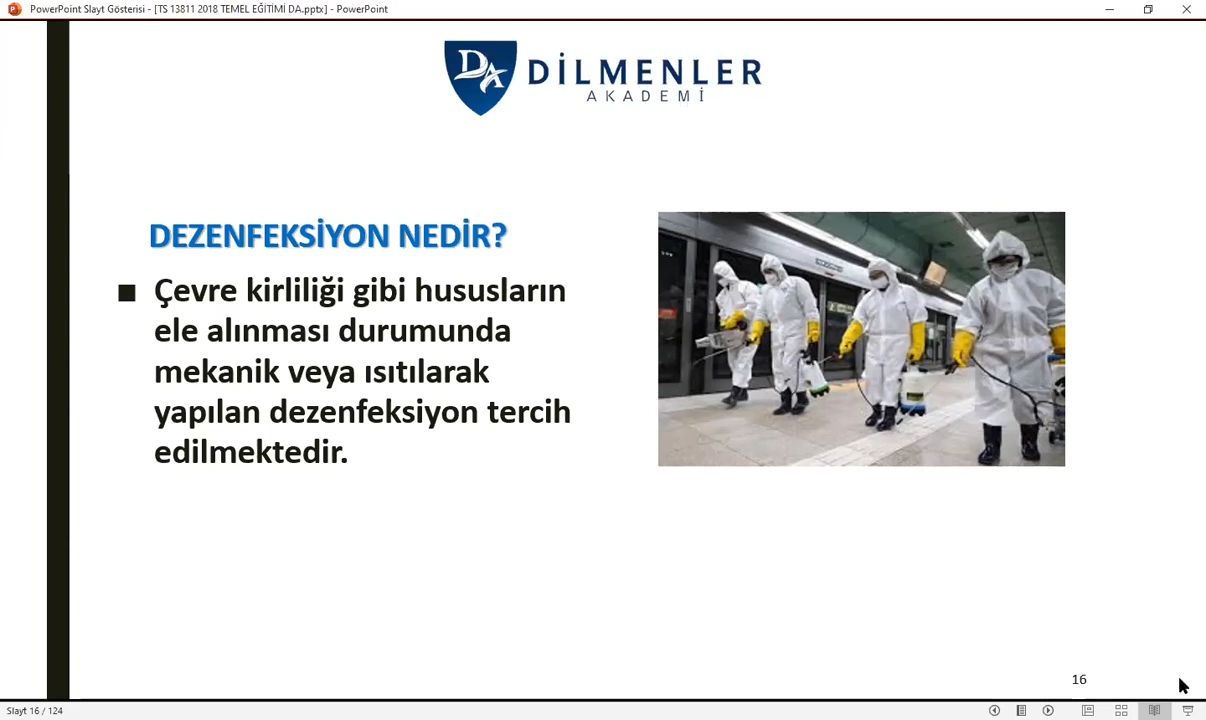 PowerPoint Slayt Gösterisi - [TS 13811 2018 TEMEL EĞİTİMİ DA.pptx] - PowerPoint
DA
DİLMENLER
AKADEMİ
DEZENFEKSİYON NEDİR?
■ Çevre kirliliği gibi hususların
ele alınması durumunda
mekanik veya ısıtılarak
yapılan dezenfeksiyon tercih
edilmektedir.
16
Slayt 16 / 124